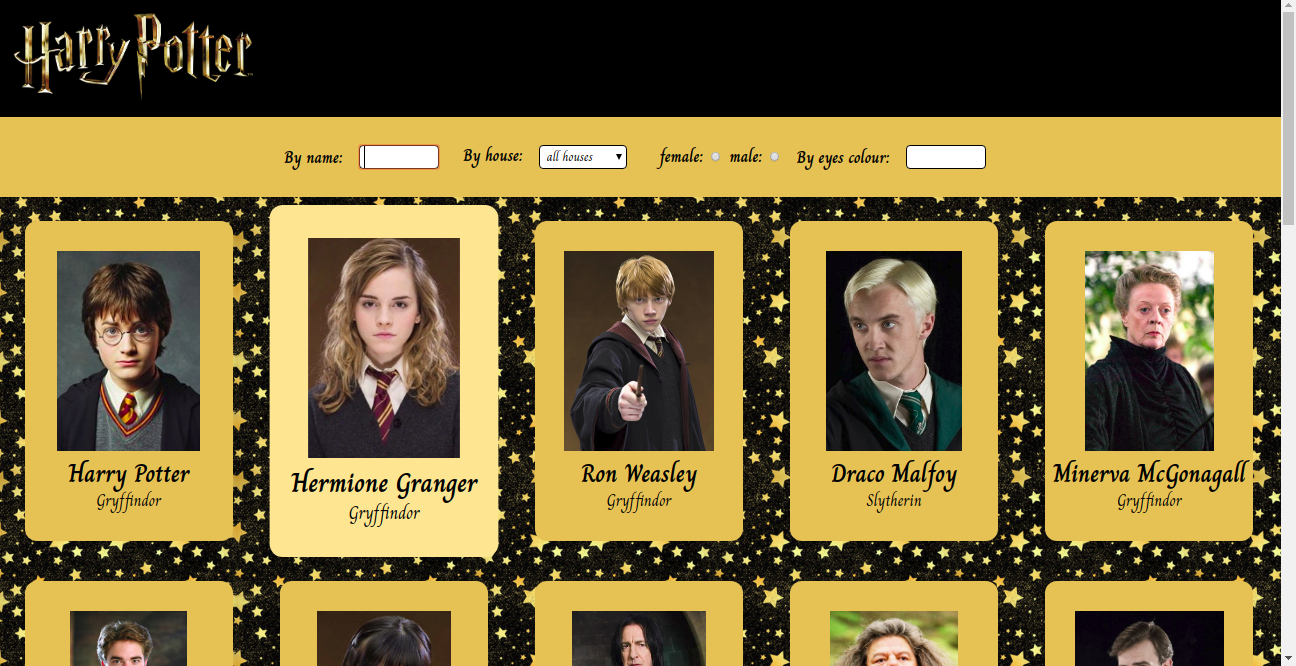 Harry Potter
By name: By house: all houses female: male: By eyes colour:
Harry Potter
Gryffindor
Hermione Granger
Gryffindor
Ron Weasley
Gryffindor
Draco Malfoy
Slytherin
Minerva McGonagall
Gryffindor